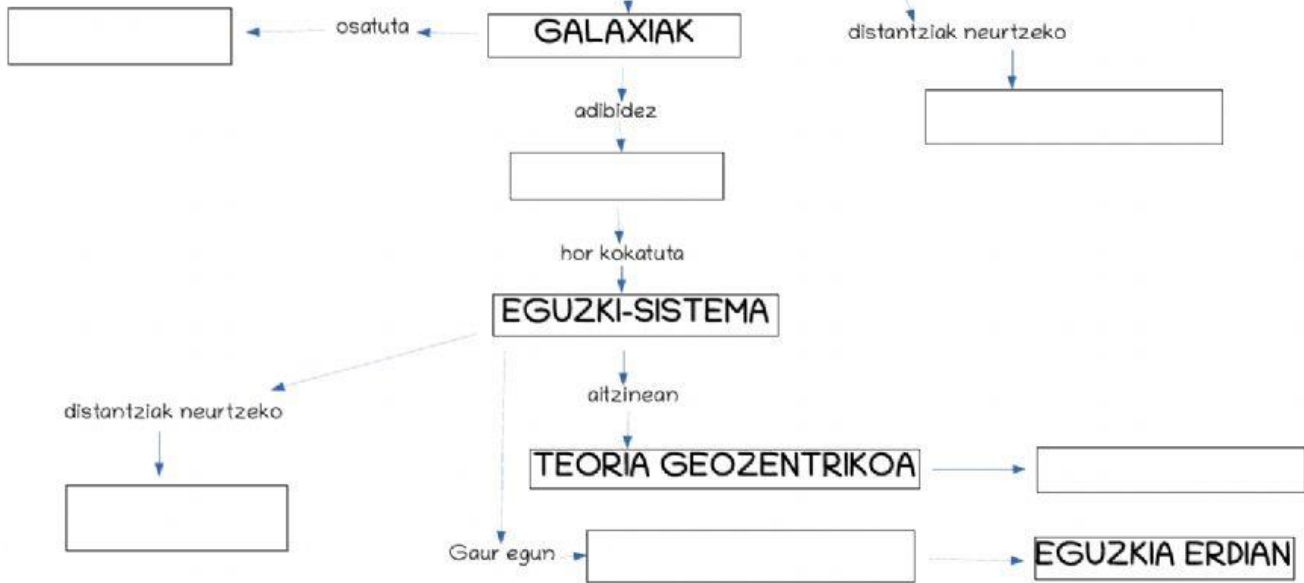 osatuta
GALAXIAK
distantziak neurtzeko
adibidez
hor kokatuta
EGUZKI-SISTEMA
distantziak neurtzeko
aitzinean
TEORIA GEOZENTRIKOA
Gaur egun
EGUZKIA ERDIAN